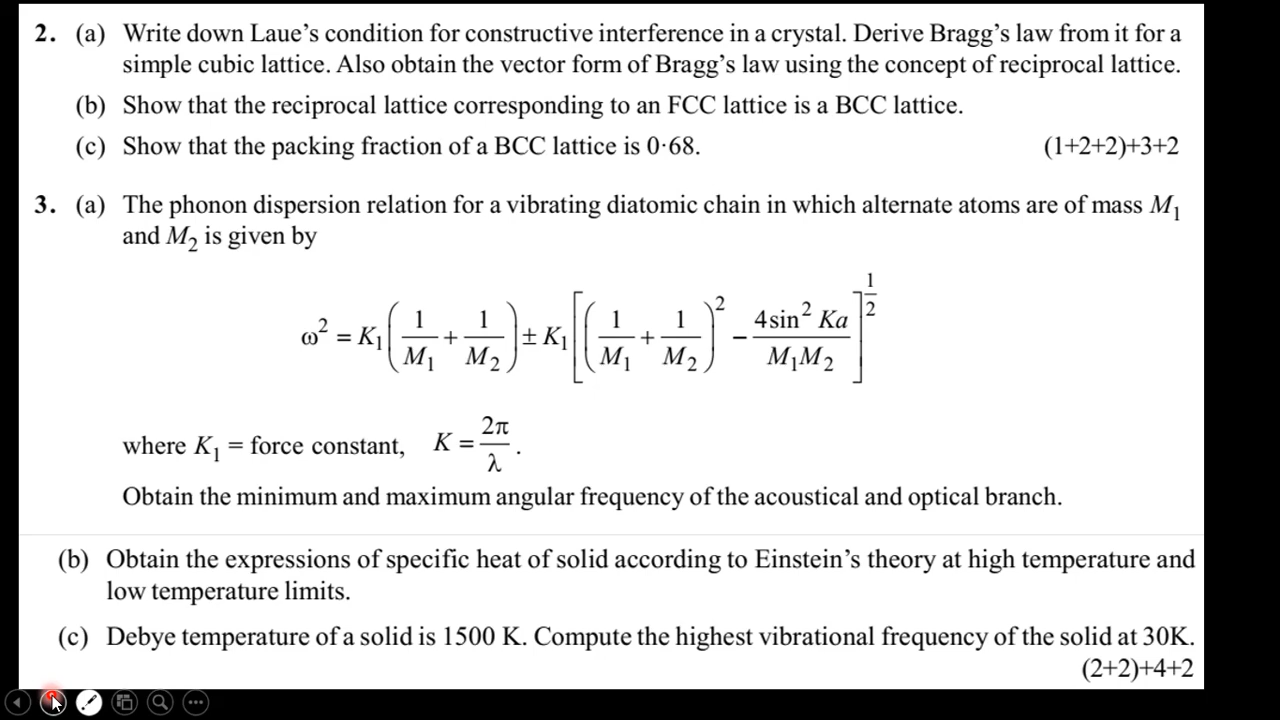 2. (a) Write down Laue's condition for constructive interference in a crystal. Derive Bragg's law from it for a
simple cubic lattice. Also obtain the vector form of Bragg's law using the concept of reciprocal lattice.
(b) Show that the reciprocal lattice corresponding to an FCC lattice is a BCC lattice.
(c) Show that the packing fraction of a BCC lattice is 0·68. (1+2+2)+3+2
3. (a) The phonon dispersion relation for a vibrating diatomic chain in which alternate atoms are of mass M₁
and M₂ is given by
ω² = K₁(1/M₁ + 1/M₂) ± K₁[(1/M₁ + 1/M₂)² − 4sin² Ka/M₁M₂]^(1/2)
where K₁ = force constant, K = 2π/λ.
Obtain the minimum and maximum angular frequency of the acoustical and optical branch.
(b) Obtain the expressions of specific heat of solid according to Einstein's theory at high temperature and
low temperature limits.
(c) Debye temperature of a solid is 1500 K. Compute the highest vibrational frequency of the solid at 30K.
(2+2)+4+2